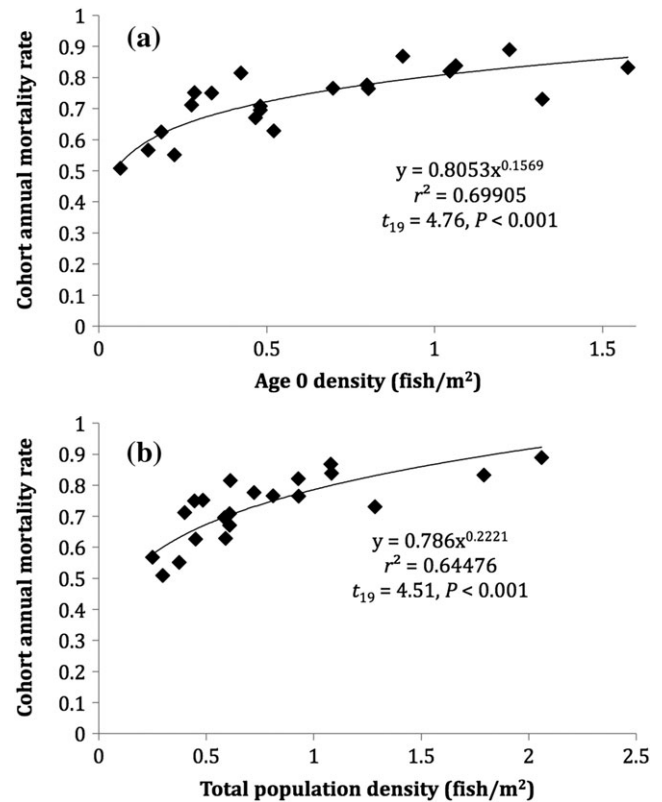 (a)
Cohort annual mortality rate
1
0.9
0.8
0.7
0.6
0.5
0.4
0.3
0.2
0.1
0
y = 0.8053x^0.1569
r² = 0.69905
t₁₉ = 4.76, P < 0.001
0 0.5 1 1.5
Age 0 density (fish/m²)
(b)
Cohort annual mortality rate
1
0.9
0.8
0.7
0.6
0.5
0.4
0.3
0.2
0.1
0
y = 0.786x^0.2221
r² = 0.64476
t₁₉ = 4.51, P < 0.001
0 0.5 1 1.5 2 2.5
Total population density (fish/m²)